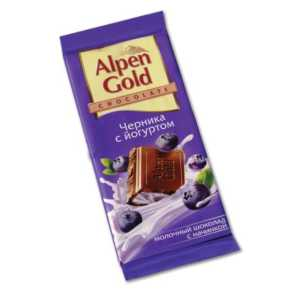 Alpen
Gold
CHOCOLATE
Черника
с йогуртом
молочный шоколад
с начинкой